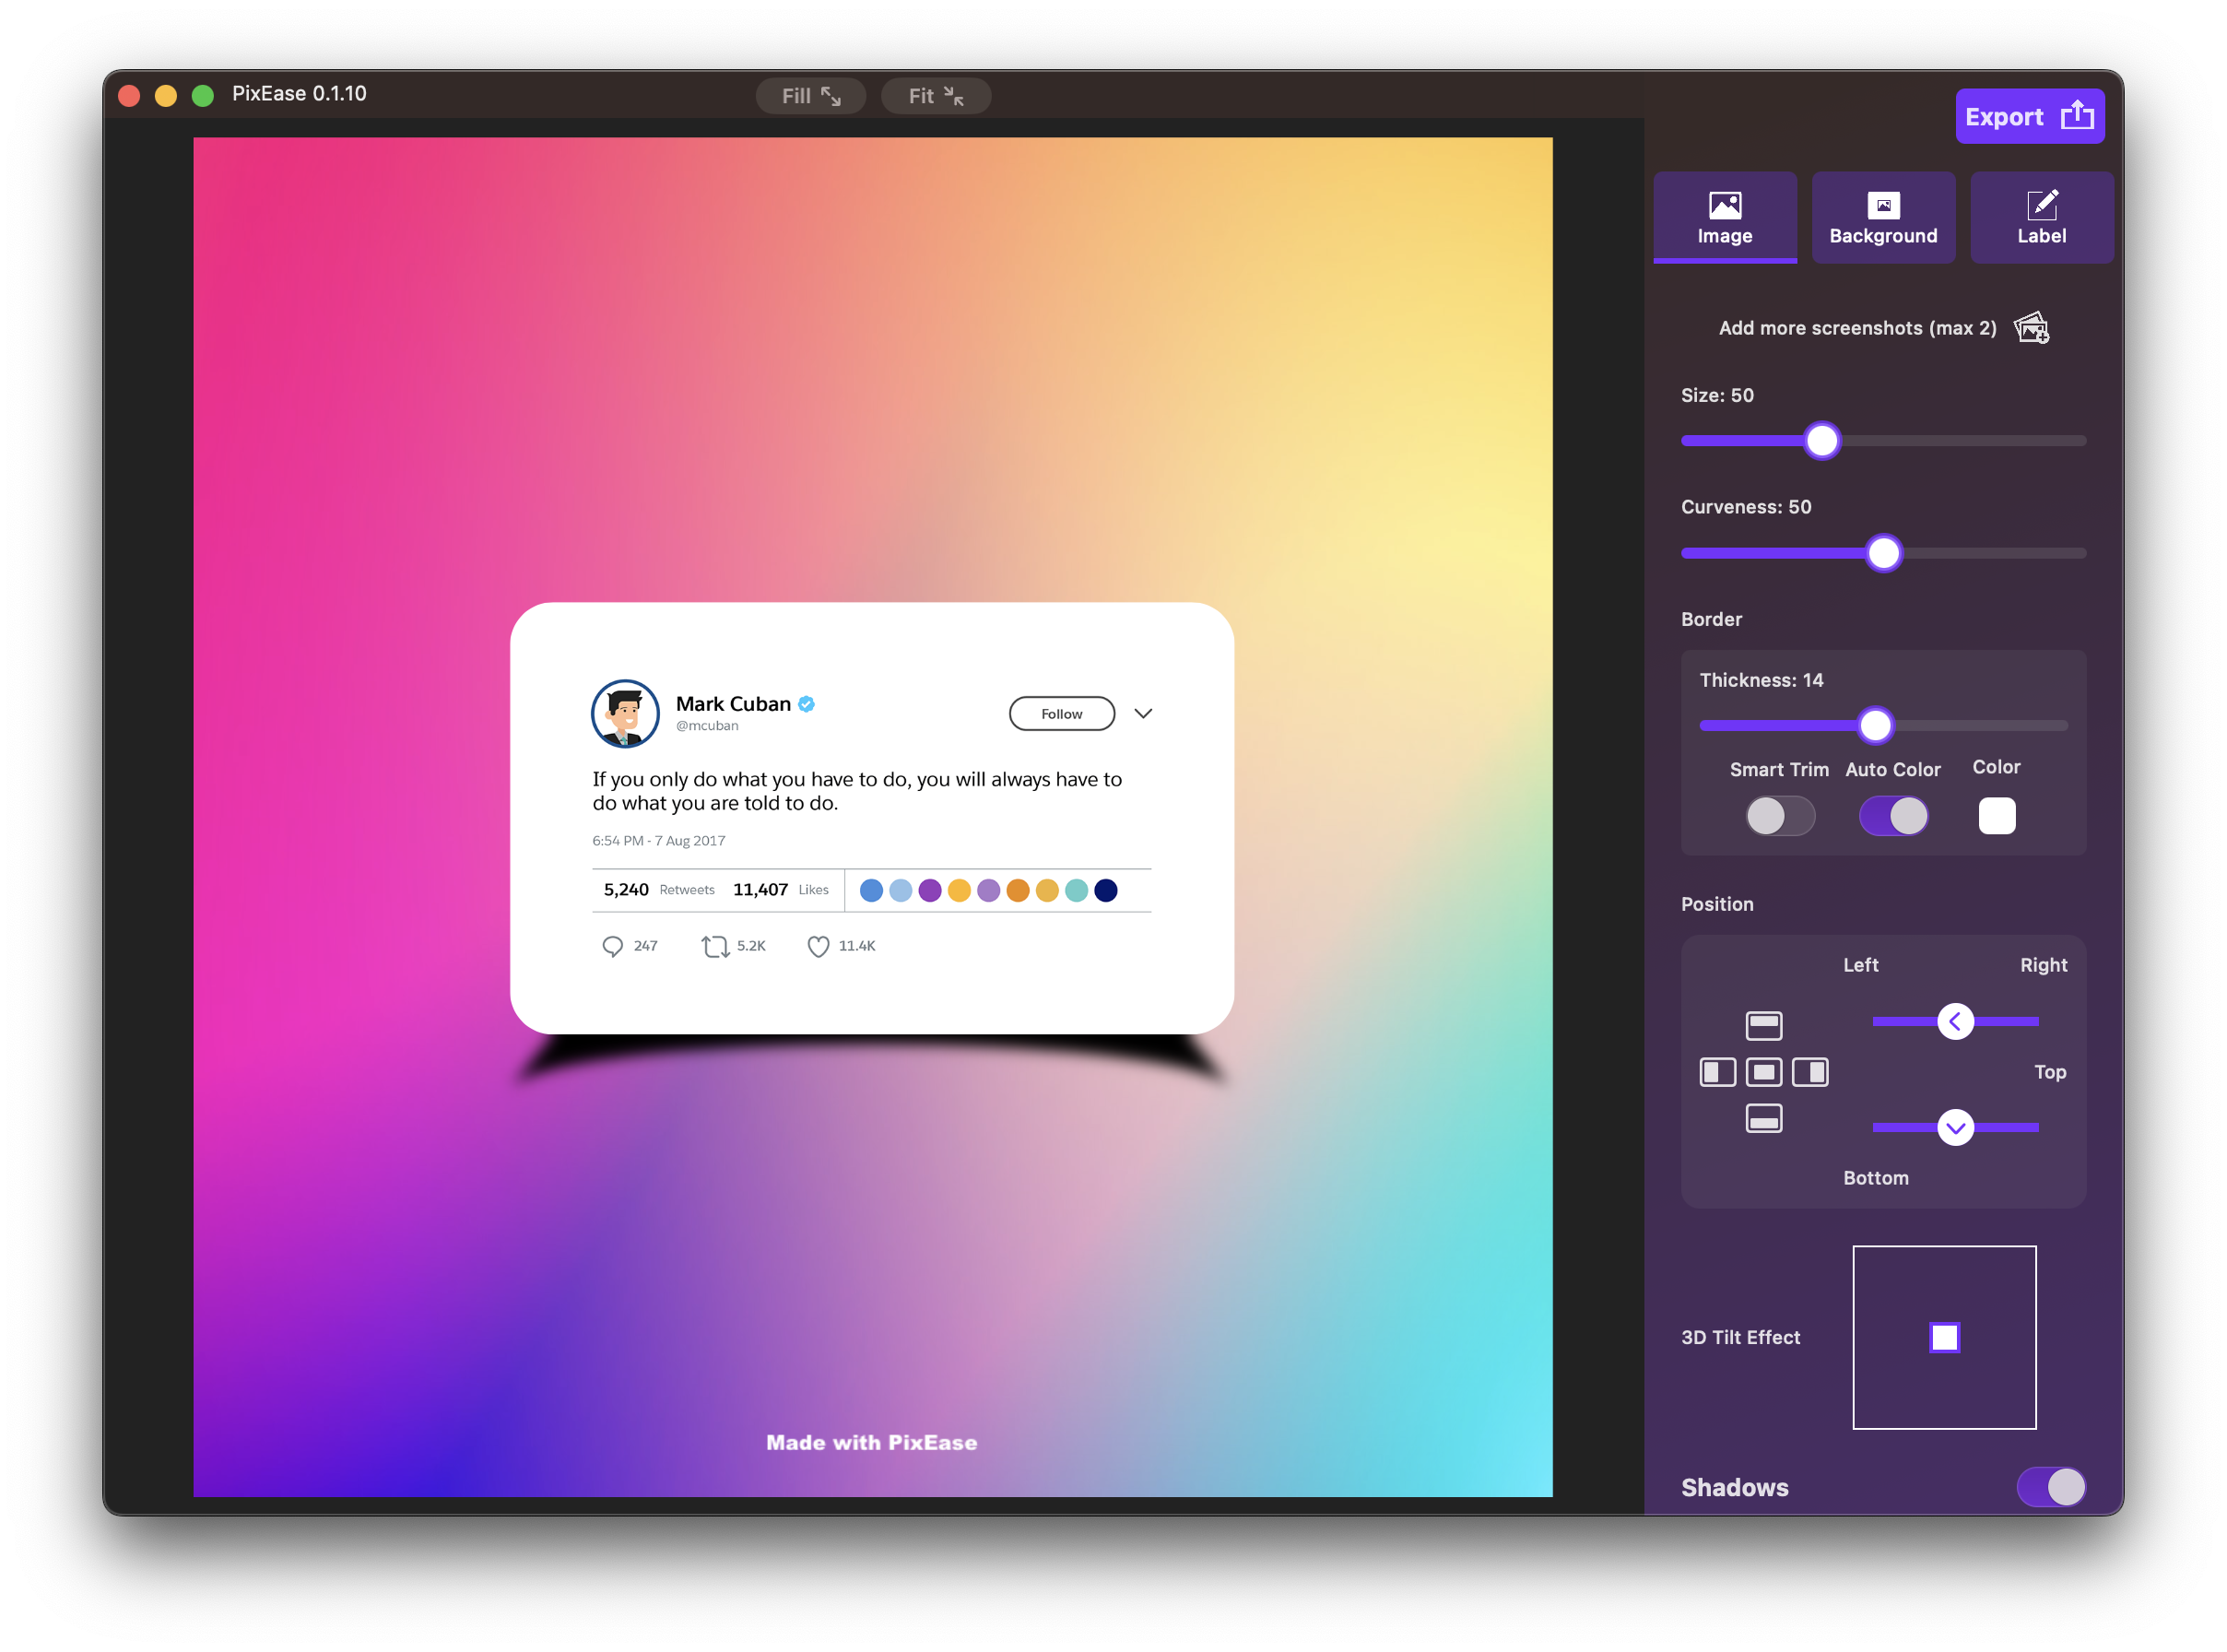 PixEase 0.1.10
Fill
Fit
Export
Image
Background
Label
Add more screenshots (max 2)
Size: 50
Curveness: 50
Border
Thickness: 14
Smart Trim Auto Color Color
Position
Left Right
Top
Bottom
3D Tilt Effect
Shadows
Mark Cuban
@mcuban
Follow
If you only do what you have to do, you will always have to
do what you are told to do.
6:54 PM - 7 Aug 2017
5,240 Retweets 11,407 Likes
247 5.2K 11.4K
Made with PixEase